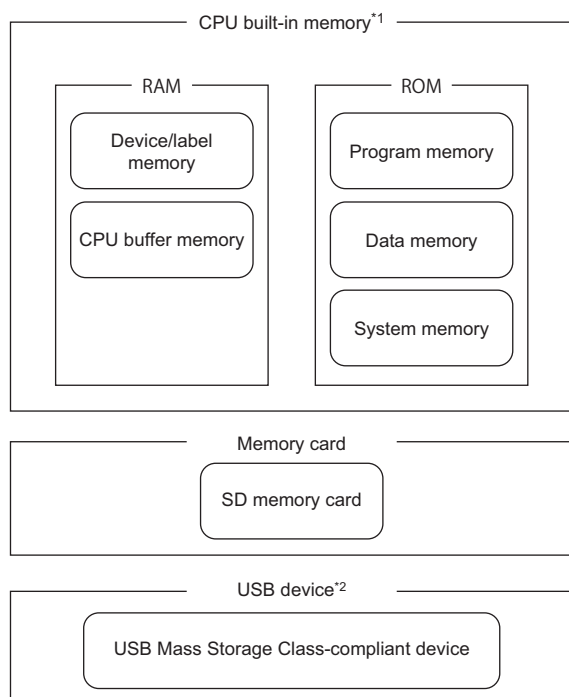 CPU built-in memory*1
RAM
ROM
Device/label
memory
CPU buffer memory
Program memory
Data memory
System memory
Memory card
SD memory card
USB device*2
USB Mass Storage Class-compliant device